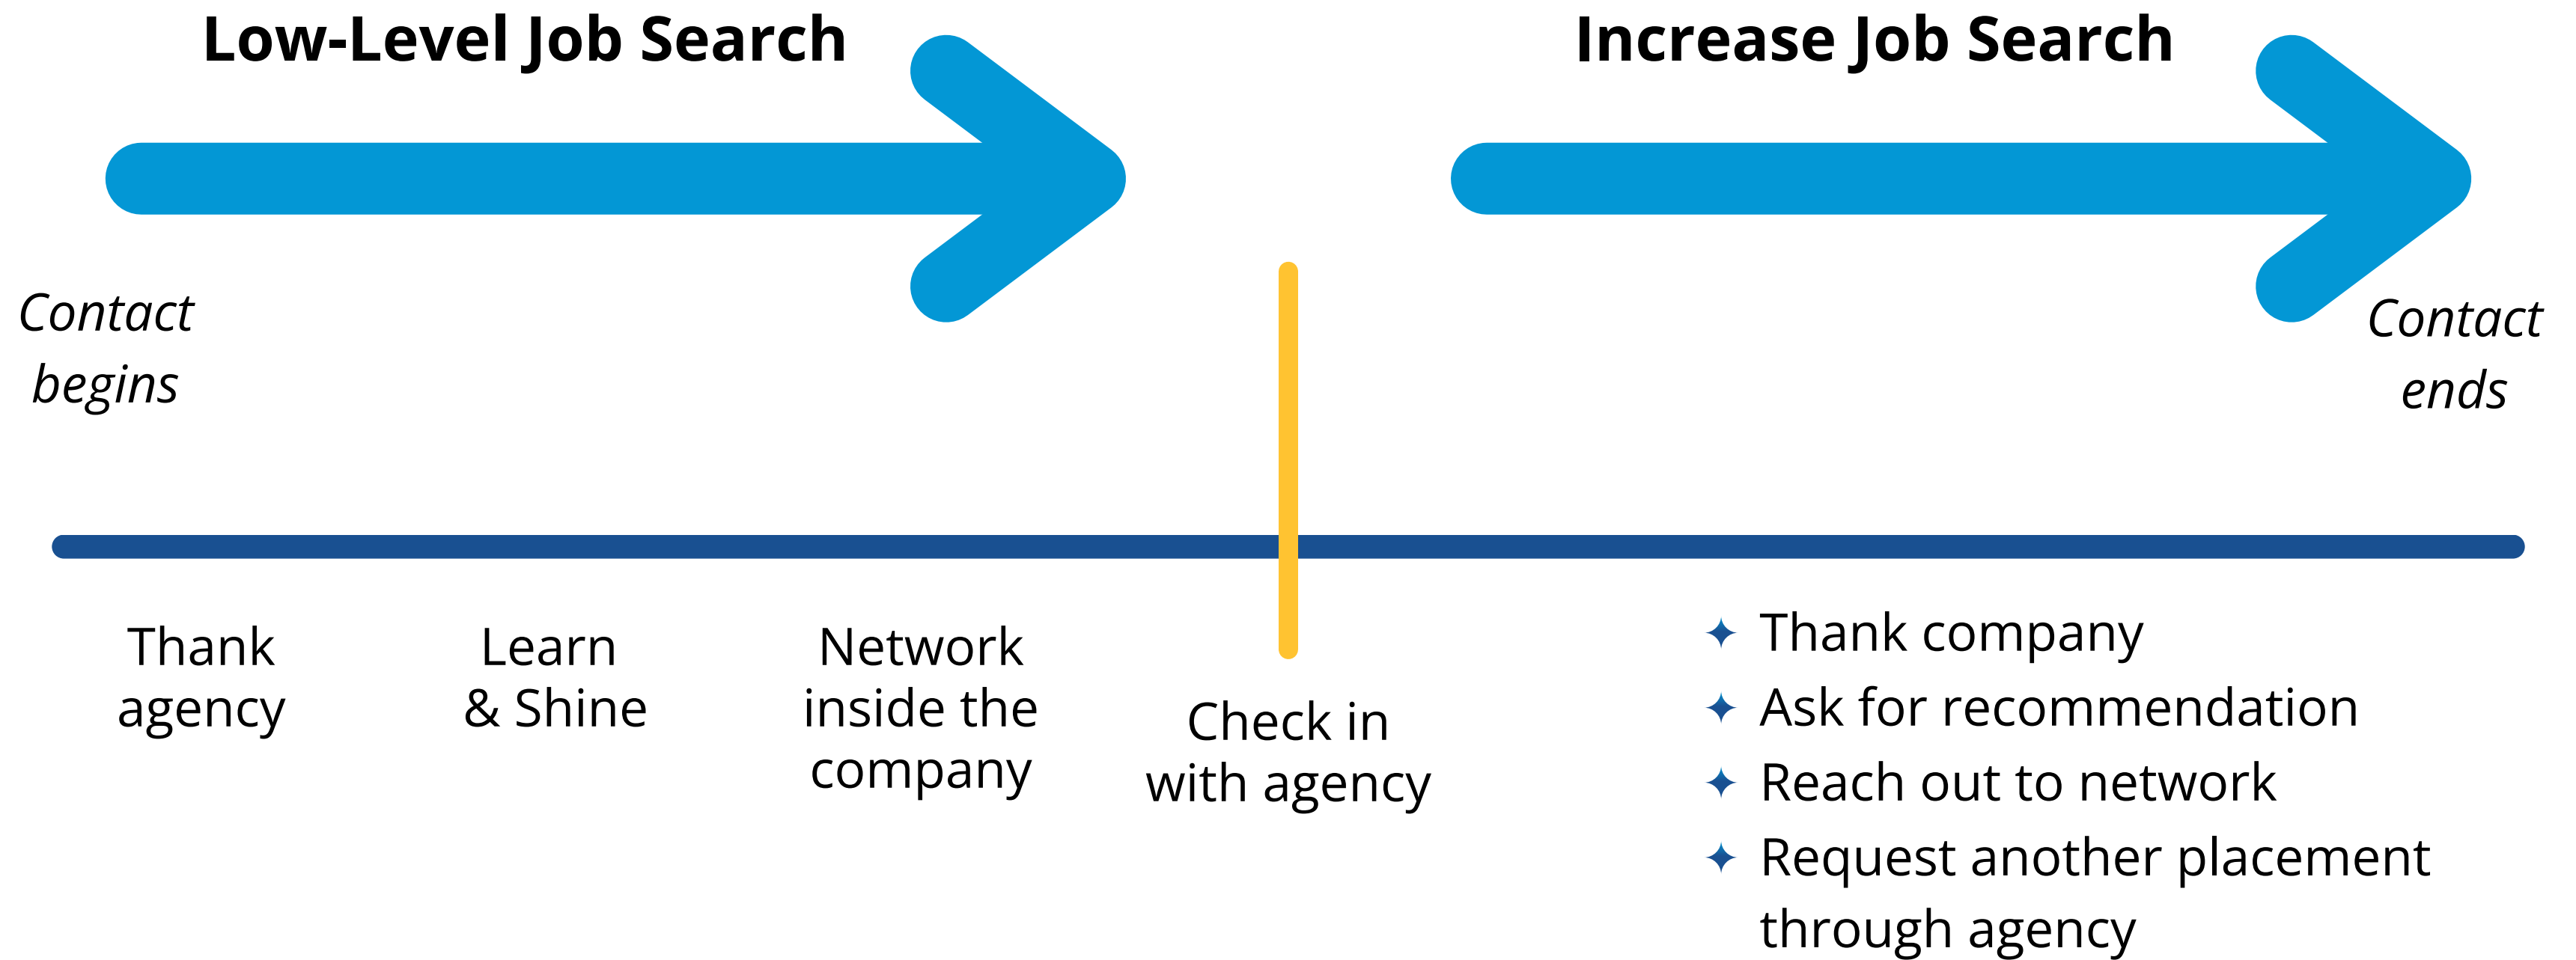 Low-Level Job Search
Increase Job Search
Contact
begins
Contact
ends
Thank
agency
Learn
& Shine
Network
inside the
company
Check in
with agency
Thank company
Ask for recommendation
Reach out to network
Request another placement
through agency